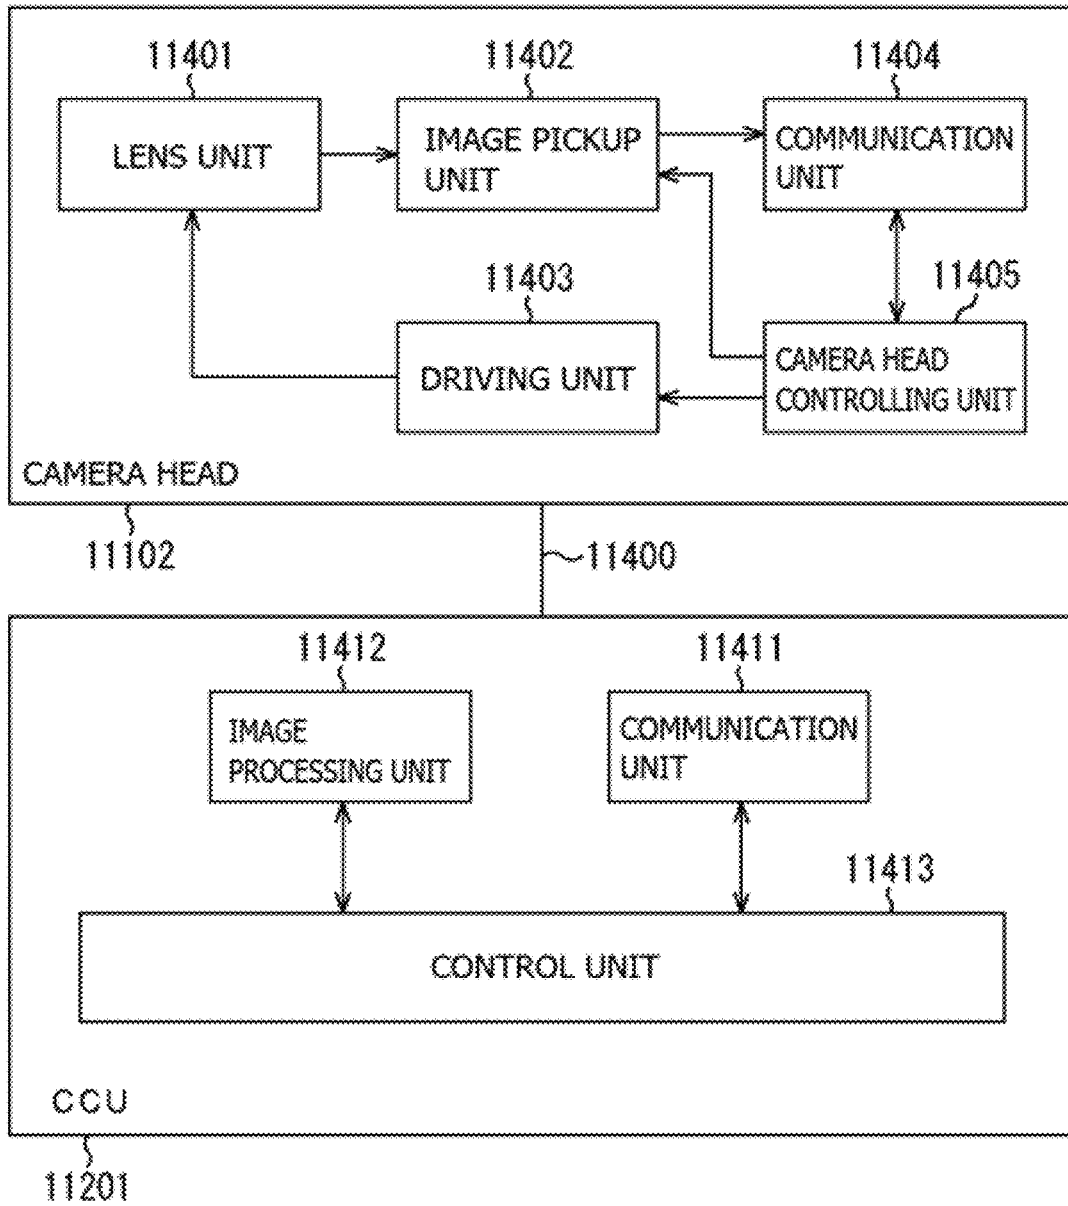 11401
11402
11404
LENS UNIT
IMAGE PICKUP
UNIT
COMMUNICATION
UNIT
11403
11405
DRIVING UNIT
CAMERA HEAD
CONTROLLING UNIT
CAMERA HEAD
11102
11400
11412
11411
IMAGE
PROCESSING UNIT
COMMUNICATION
UNIT
11413
CONTROL UNIT
CCU
11201